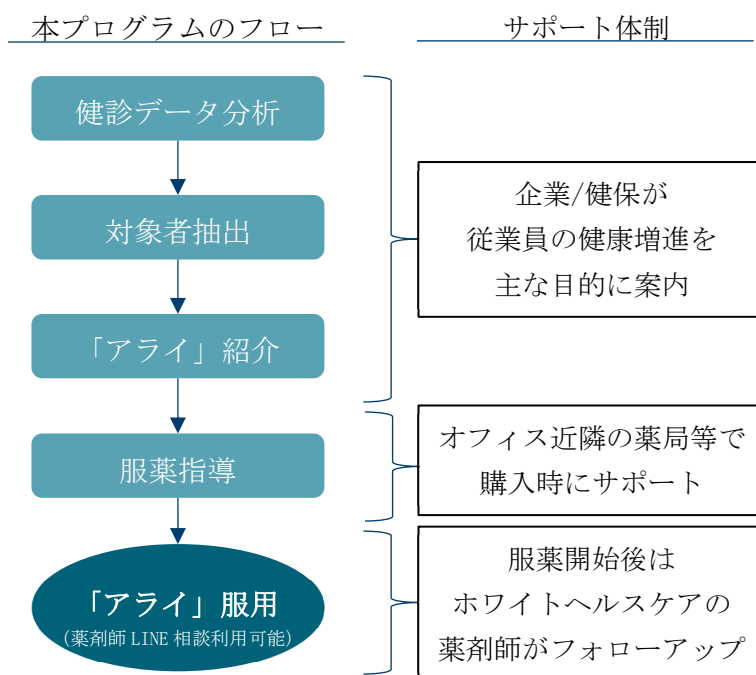 本プログラムのフロー
サポート体制
健診データ分析
対象者抽出
「アライ」紹介
服薬指導
「アライ」服用
（薬剤師 LINE 相談利用可能）
企業/健保が
従業員の健康増進を
主な目的に案内
オフィス近隣の薬局等で
購入時にサポート
服薬開始後は
ホワイトヘルスケアの
薬剤師がフォローアップ